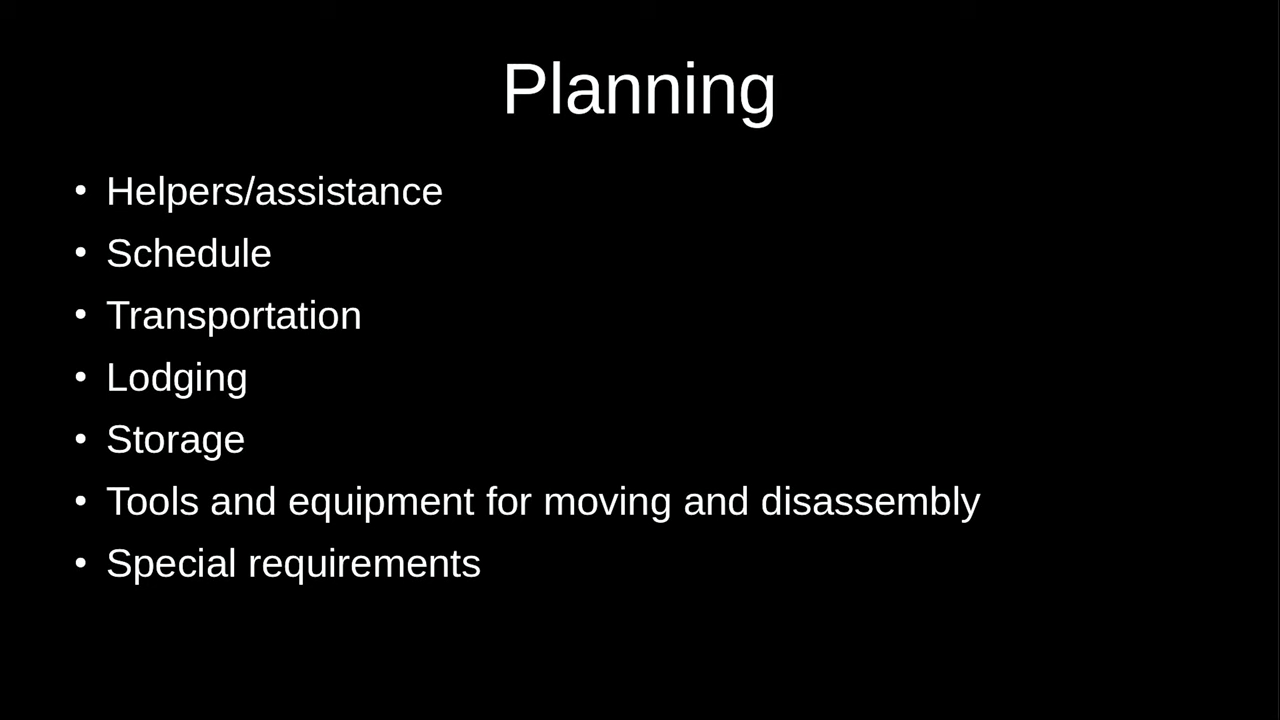 Planning
• Helpers/assistance
• Schedule
• Transportation
• Lodging
• Storage
• Tools and equipment for moving and disassembly
• Special requirements